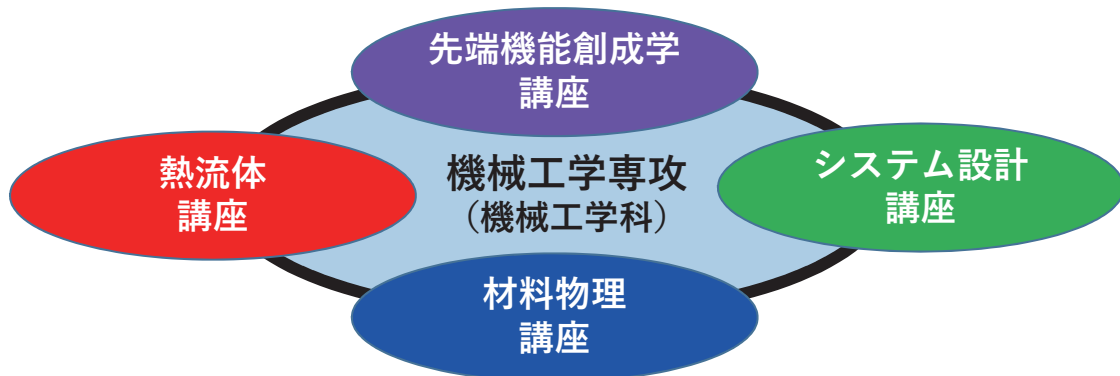 先端機能創成学
講座
熱流体
講座
機械工学専攻
（機械工学科）
システム設計
講座
材料物理
講座